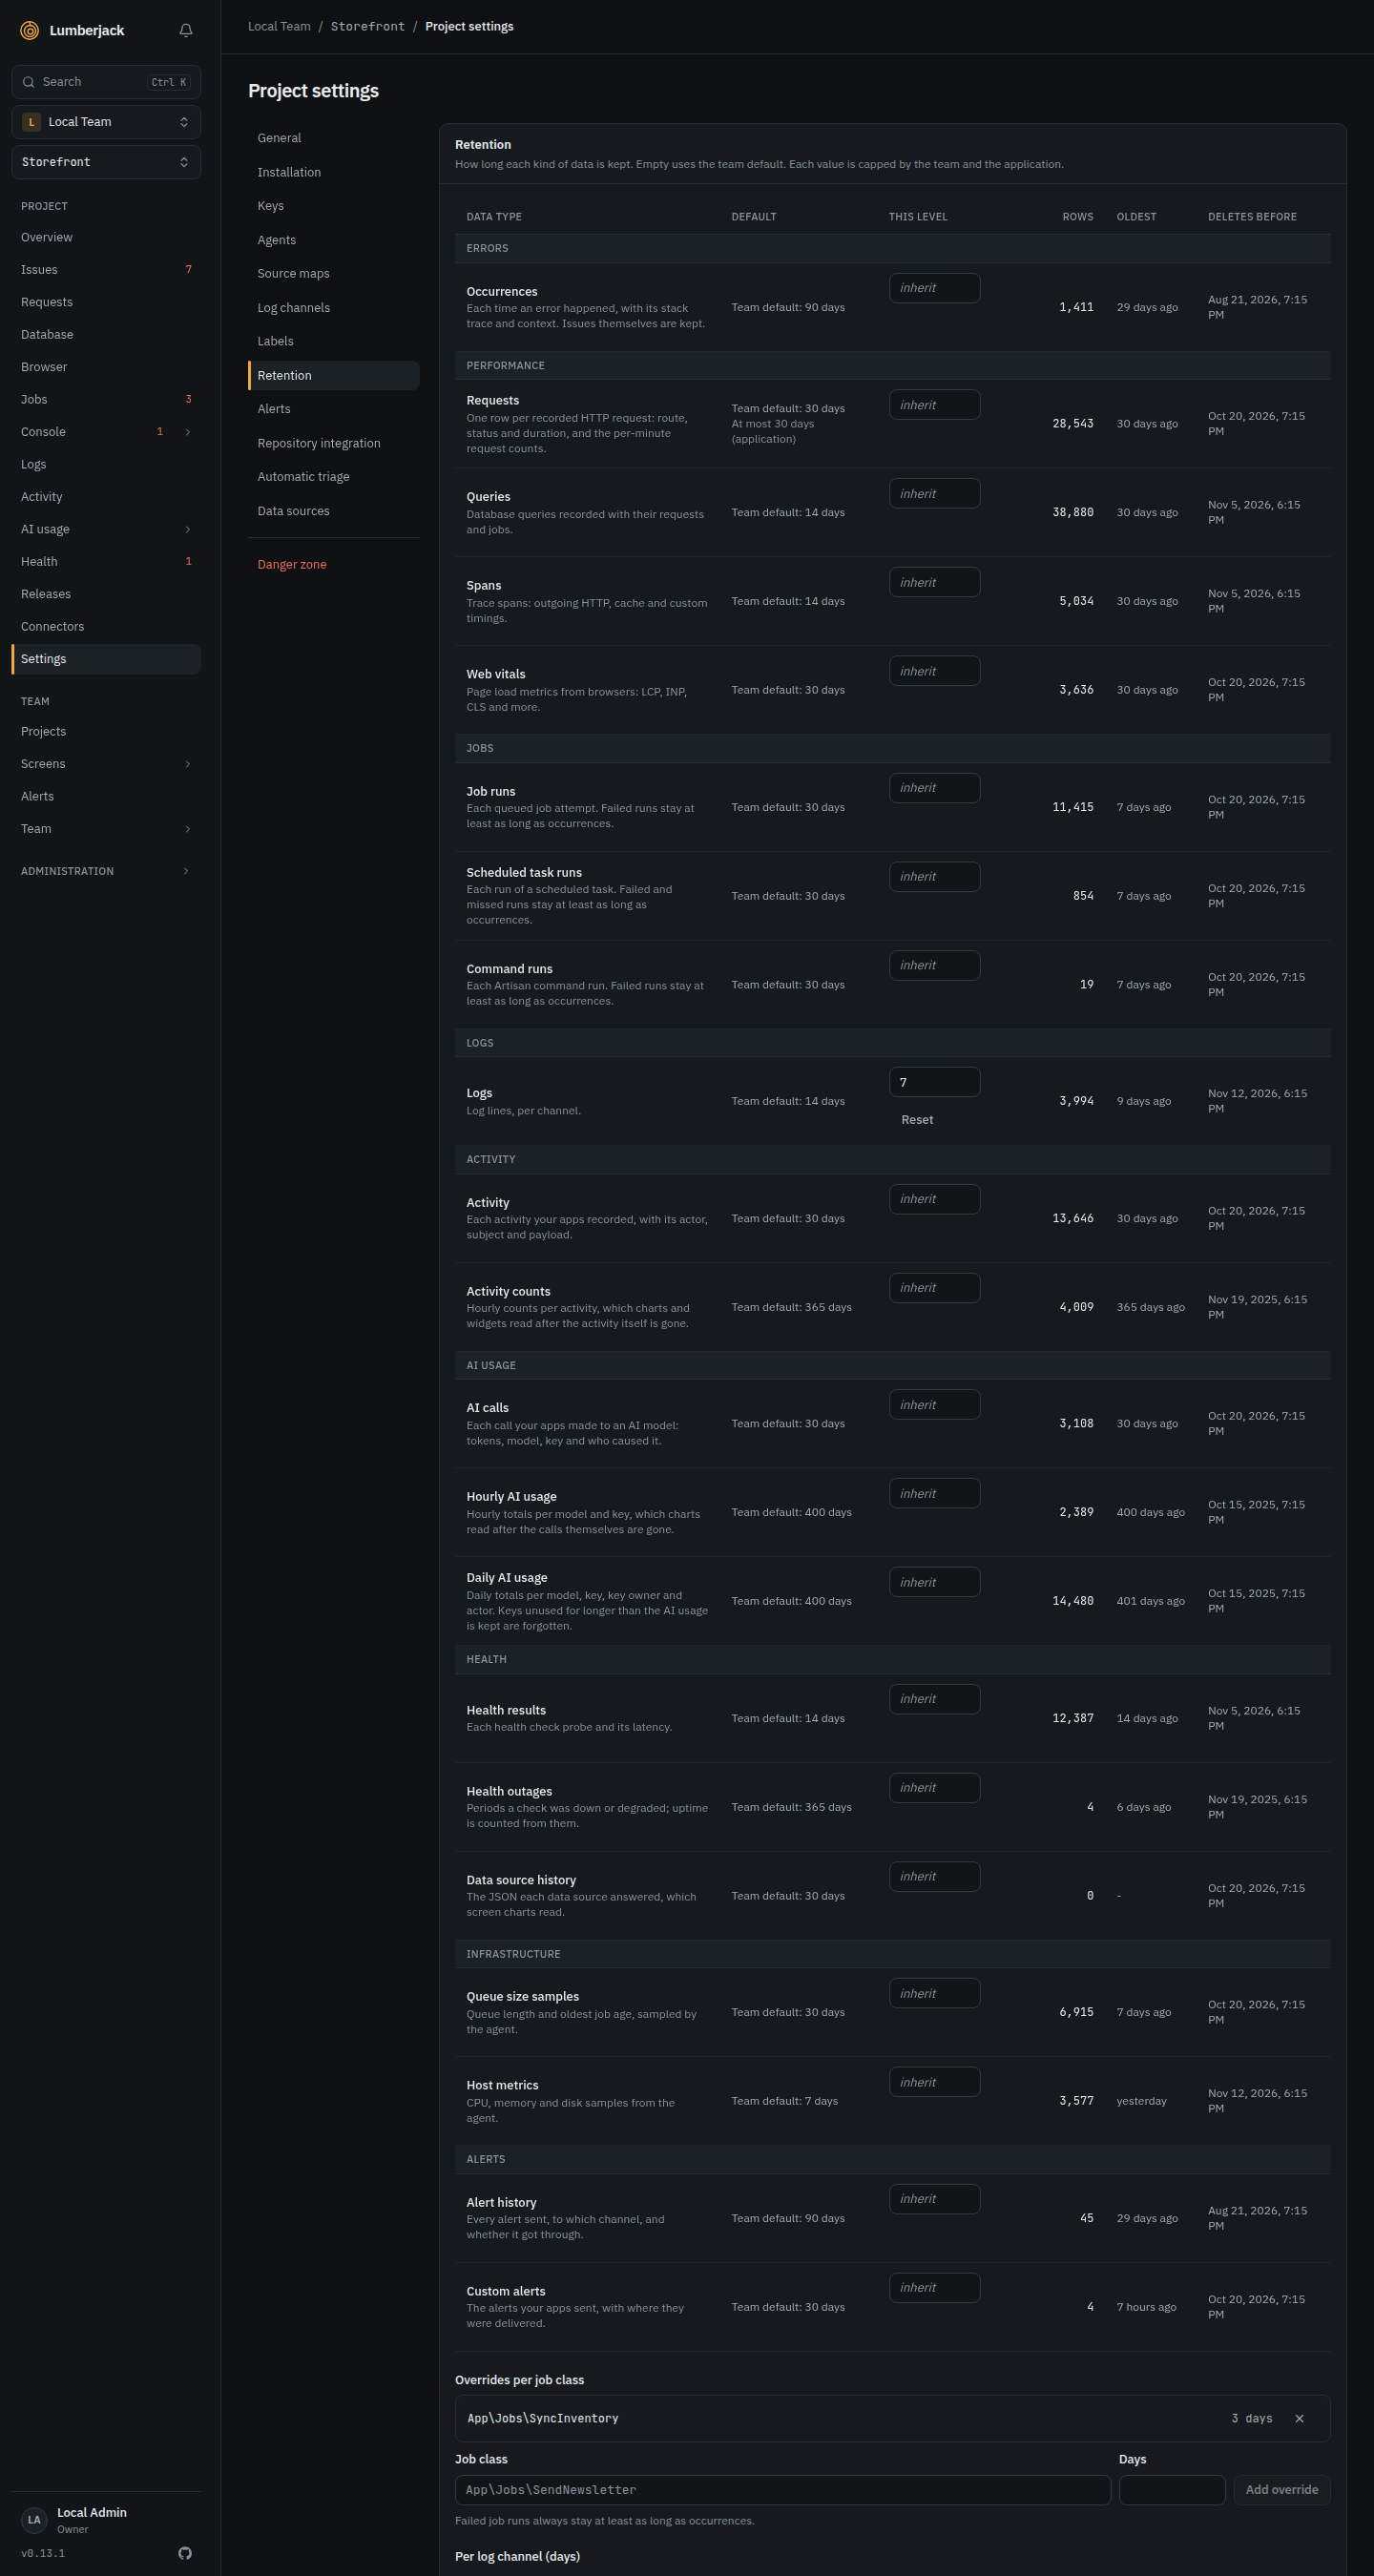 Lumberjack
Search
Ctrl K
L
Local Team
Storefront
PROJECT
Overview
Issues 7
Requests
Database
Browser
Jobs 3
Console 1
Logs
Activity
AI usage
Health 1
Releases
Connectors
Settings
TEAM
Projects
Screens
Alerts
Team
ADMINISTRATION
LA
Local Admin
Owner
v0.13.1
Local Team / Storefront / Project settings
Project settings
General
Installation
Keys
Agents
Source maps
Log channels
Labels
Retention
Alerts
Repository integration
Automatic triage
Data sources
Danger zone
Retention
How long each kind of data is kept. Empty uses the team default. Each value is capped by the team and the application.
DATA TYPE DEFAULT THIS LEVEL ROWS OLDEST DELETES BEFORE
ERRORS
Occurrences
Each time an error happened, with its stack
trace and context. Issues themselves are kept.
Team default: 90 days
inherit
1,411
29 days ago
Aug 21, 2026, 7:15
PM
PERFORMANCE
Requests
One row per recorded HTTP request: route,
status and duration, and the per-minute
request counts.
Team default: 30 days
At most 30 days
(application)
inherit
28,543
30 days ago
Oct 20, 2026, 7:15
PM
Queries
Database queries recorded with their requests
and jobs.
Team default: 14 days
inherit
38,880
30 days ago
Nov 5, 2026, 6:15
PM
Spans
Trace spans: outgoing HTTP, cache and custom
timings.
Team default: 14 days
inherit
5,034
30 days ago
Nov 5, 2026, 6:15
PM
Web vitals
Page load metrics from browsers: LCP, INP,
CLS and more.
Team default: 30 days
inherit
3,636
30 days ago
Oct 20, 2026, 7:15
PM
JOBS
Job runs
Each queued job attempt. Failed runs stay at
least as long as occurrences.
Team default: 30 days
inherit
11,415
7 days ago
Oct 20, 2026, 7:15
PM
Scheduled task runs
Each run of a scheduled task. Failed and
missed runs stay at least as long as
occurrences.
Team default: 30 days
inherit
854
7 days ago
Oct 20, 2026, 7:15
PM
Command runs
Each Artisan command run. Failed runs stay at
least as long as occurrences.
Team default: 30 days
inherit
19
7 days ago
Oct 20, 2026, 7:15
PM
LOGS
Logs
Log lines, per channel.
Team default: 14 days
7
Reset
3,994
9 days ago
Nov 12, 2026, 6:15
PM
ACTIVITY
Activity
Each activity your apps recorded, with its actor,
subject and payload.
Team default: 30 days
inherit
13,646
30 days ago
Oct 20, 2026, 7:15
PM
Activity counts
Hourly counts per activity, which charts and
widgets read after the activity itself is gone.
Team default: 365 days
inherit
4,009
365 days ago
Nov 19, 2025, 6:15
PM
AI USAGE
AI calls
Each call your apps made to an AI model:
tokens, model, key and who caused it.
Team default: 30 days
inherit
3,108
30 days ago
Oct 20, 2026, 7:15
PM
Hourly AI usage
Hourly totals per model and key, which charts
read after the calls themselves are gone.
Team default: 400 days
inherit
2,389
400 days ago
Oct 15, 2025, 7:15
PM
Daily AI usage
Daily totals per model, key, key owner and
actor. Keys unused for longer than the AI usage
is kept are forgotten.
Team default: 400 days
inherit
14,480
401 days ago
Oct 15, 2025, 7:15
PM
HEALTH
Health results
Each health check probe and its latency.
Team default: 14 days
inherit
12,387
14 days ago
Nov 5, 2026, 6:15
PM
Health outages
Periods a check was down or degraded; uptime
is counted from them.
Team default: 365 days
inherit
4
6 days ago
Nov 19, 2025, 6:15
PM
Data source history
The JSON each data source answered, which
screen charts read.
Team default: 30 days
inherit
0
-
Oct 20, 2026, 7:15
PM
INFRASTRUCTURE
Queue size samples
Queue length and oldest job age, sampled by
the agent.
Team default: 30 days
inherit
6,915
7 days ago
Oct 20, 2026, 7:15
PM
Host metrics
CPU, memory and disk samples from the
agent.
Team default: 7 days
inherit
3,577
yesterday
Nov 12, 2026, 6:15
PM
ALERTS
Alert history
Every alert sent, to which channel, and
whether it got through.
Team default: 90 days
inherit
45
29 days ago
Aug 21, 2026, 7:15
PM
Custom alerts
The alerts your apps sent, with where they
were delivered.
Team default: 30 days
inherit
4
7 hours ago
Oct 20, 2026, 7:15
PM
Overrides per job class
App\Jobs\SyncInventory 3 days
Job class Days
App\Jobs\SendNewsletter Add override
Failed job runs always stay at least as long as occurrences.
Per log channel (days)